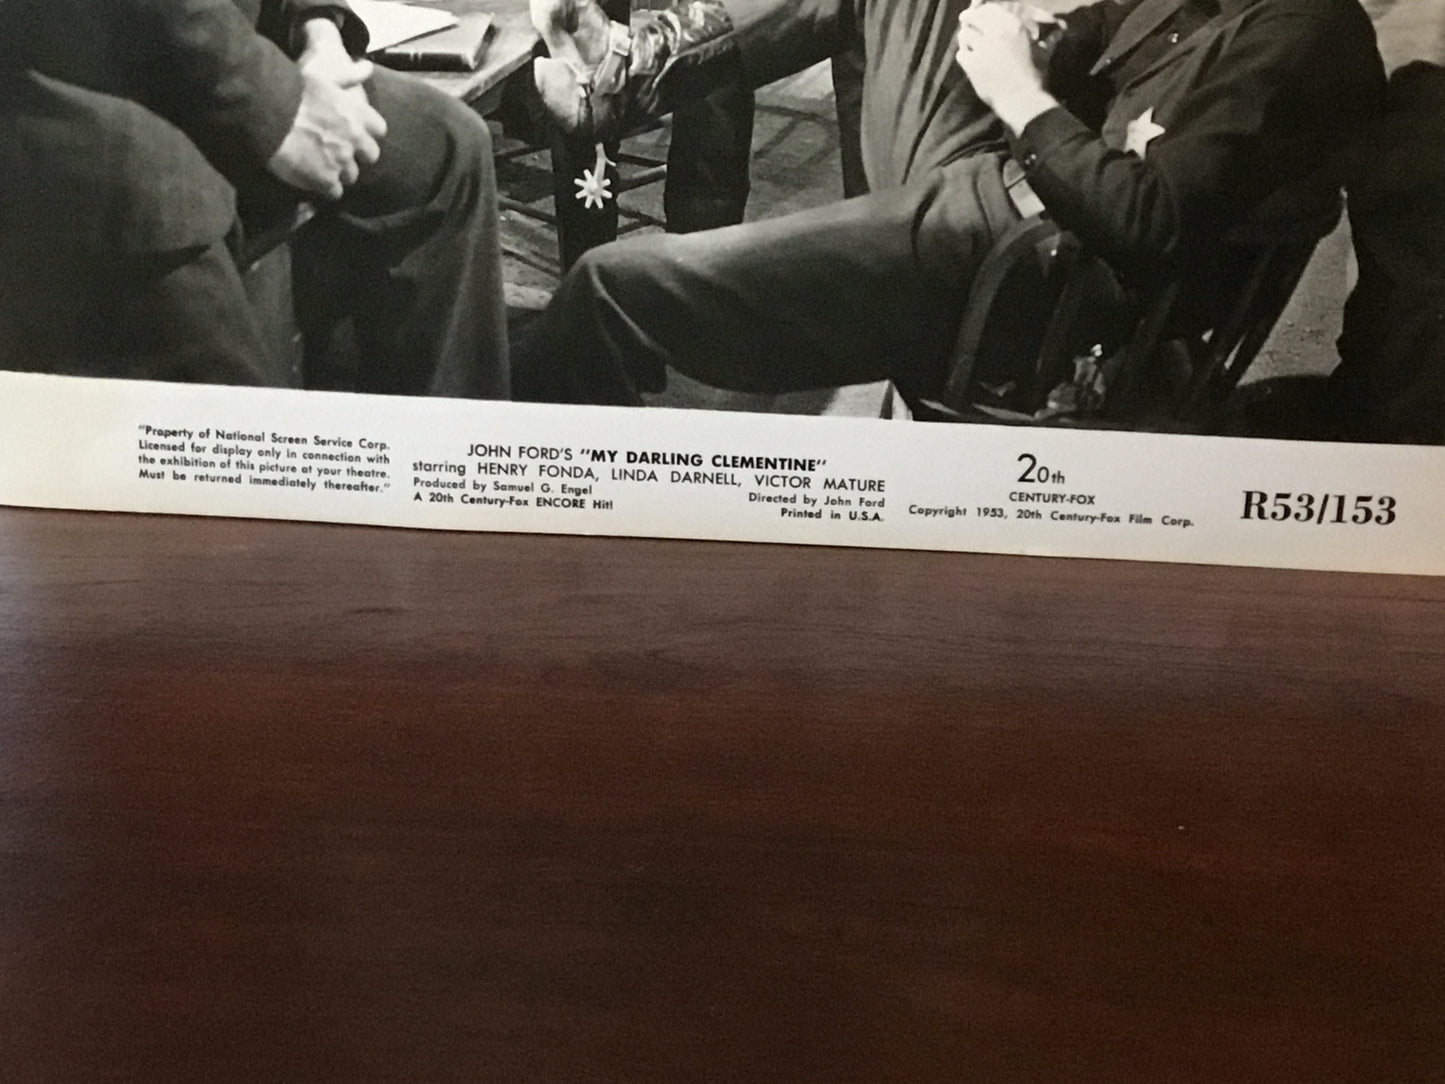 "Property of National Screen Service Corp.
Licensed for display only in connection with
the exhibition of this picture at your theatre.
Must be returned immediately thereafter."
JOHN FORD'S "MY DARLING CLEMENTINE"
starring HENRY FONDA, LINDA DARNELL, VICTOR MATURE
Produced by Samuel G. Engel
Directed by John Ford
A 20th Century-Fox ENCORE Hit!
Printed in U.S.A.
20th
CENTURY-FOX
Copyright 1953, 20th Century-Fox Film Corp.
R53/153